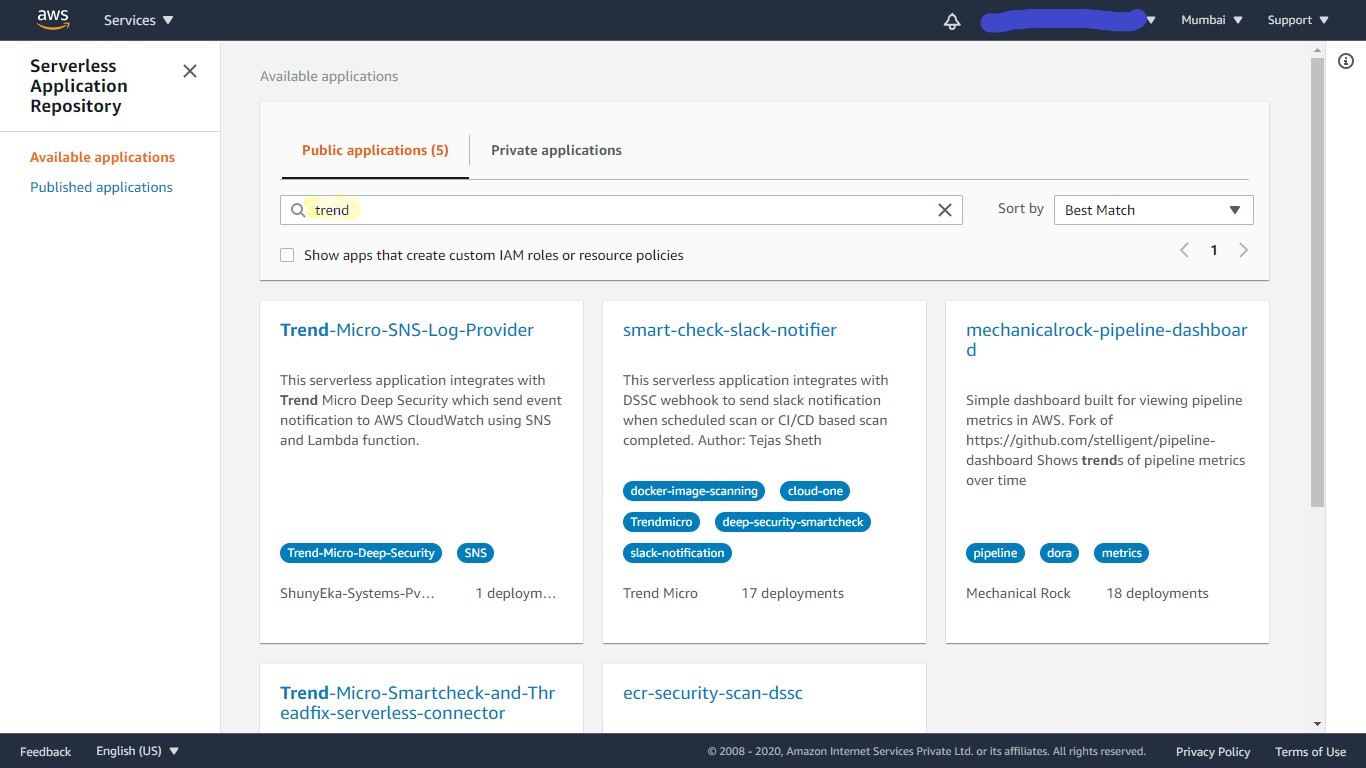 aws
Services
Mumbai
Support
Serverless
Application
Repository
Available applications
Published applications
Available applications
Public applications (5)
Private applications
trend
Sort by
Best Match
Show apps that create custom IAM roles or resource policies
1
Trend-Micro-SNS-Log-Provider
This serverless application integrates with
Trend Micro Deep Security which send event
notification to AWS CloudWatch using SNS
and Lambda function.
Trend-Micro-Deep-Security
SNS
ShunyEka-Systems-Pv…
1 deploym…
smart-check-slack-notifier
This serverless application integrates with
DSSC webhook to send slack notification
when scheduled scan or CI/CD based scan
completed. Author: Tejas Sheth
docker-image-scanning
cloud-one
Trendmicro
deep-security-smartcheck
slack-notification
Trend Micro
17 deployments
mechanicalrock-pipeline-dashboar
d
Simple dashboard built for viewing pipeline
metrics in AWS. Fork of
https://github.com/stelligent/pipeline-
dashboard Shows trends of pipeline metrics
over time
pipeline
dora
metrics
Mechanical Rock
18 deployments
Trend-Micro-Smartcheck-and-Thr
eadfix-serverless-connector
ecr-security-scan-dssc
Feedback
English (US)
© 2008 - 2020, Amazon Internet Services Private Ltd. or its affiliates. All rights reserved.
Privacy Policy
Terms of Use